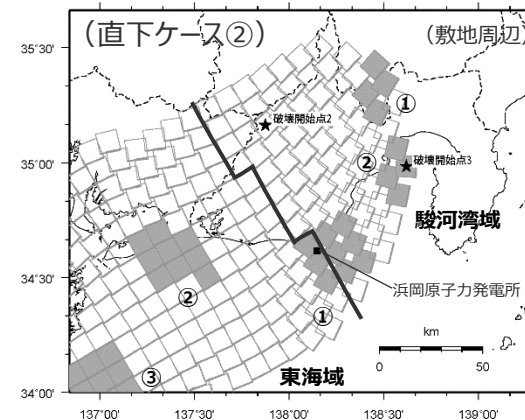 （直下ケース②）
（敷地周辺）
35°30'
①
破壊開始点2
35°00'
②
破壊開始点3
駿河湾域
34°30'
②
浜岡原子力発電所
①
km
③
東海域
0
50
34°00'
137°00'
137°30'
138°00'
138°30'
139°00'